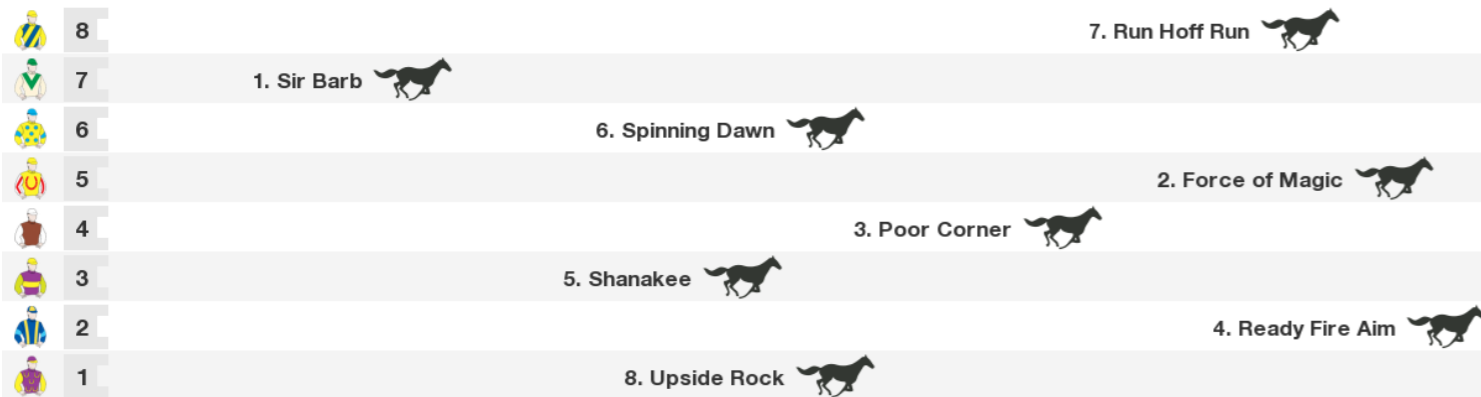 8 7. Run Hoff Run
7 1. Sir Barb
6 6. Spinning Dawn
5 2. Force of Magic
4 3. Poor Corner
3 5. Shanakee
2 4. Ready Fire Aim
1 8. Upside Rock